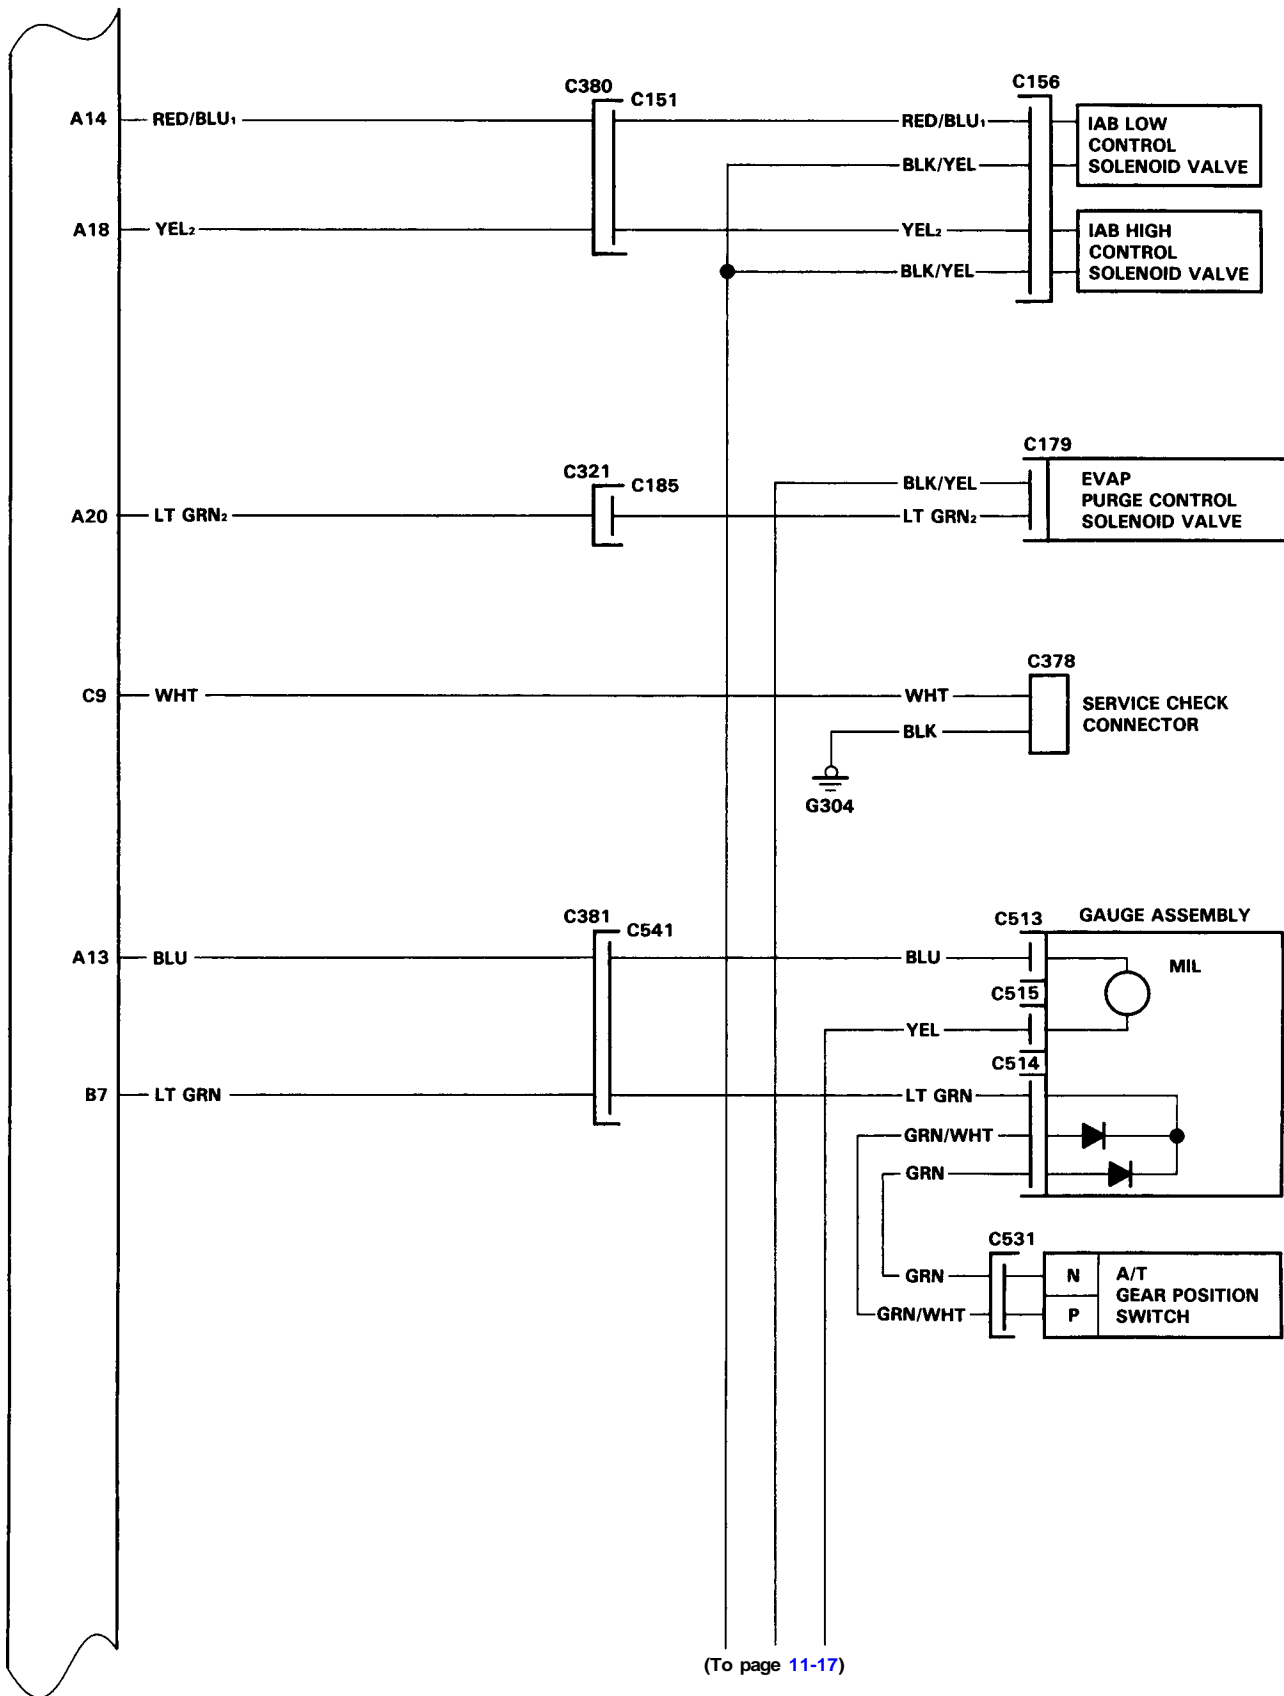 C380
C151
C156
A14 RED/BLU₁ RED/BLU₁
BLK/YEL
IAB LOW
CONTROL
SOLENOID VALVE
A18 YEL₂ YEL₂
BLK/YEL
IAB HIGH
CONTROL
SOLENOID VALVE
C179
C321
C185
BLK/YEL
A20 LT GRN₂ LT GRN₂
EVAP
PURGE CONTROL
SOLENOID VALVE
C378
C9 WHT WHT
BLK
SERVICE CHECK
CONNECTOR
G304
C381
C541
C513
GAUGE ASSEMBLY
A13 BLU BLU
MIL
C515
YEL
C514
B7 LT GRN LT GRN
GRN/WHT
GRN
C531
GRN N
GRN/WHT P
A/T
GEAR POSITION
SWITCH
(To page 11-17)